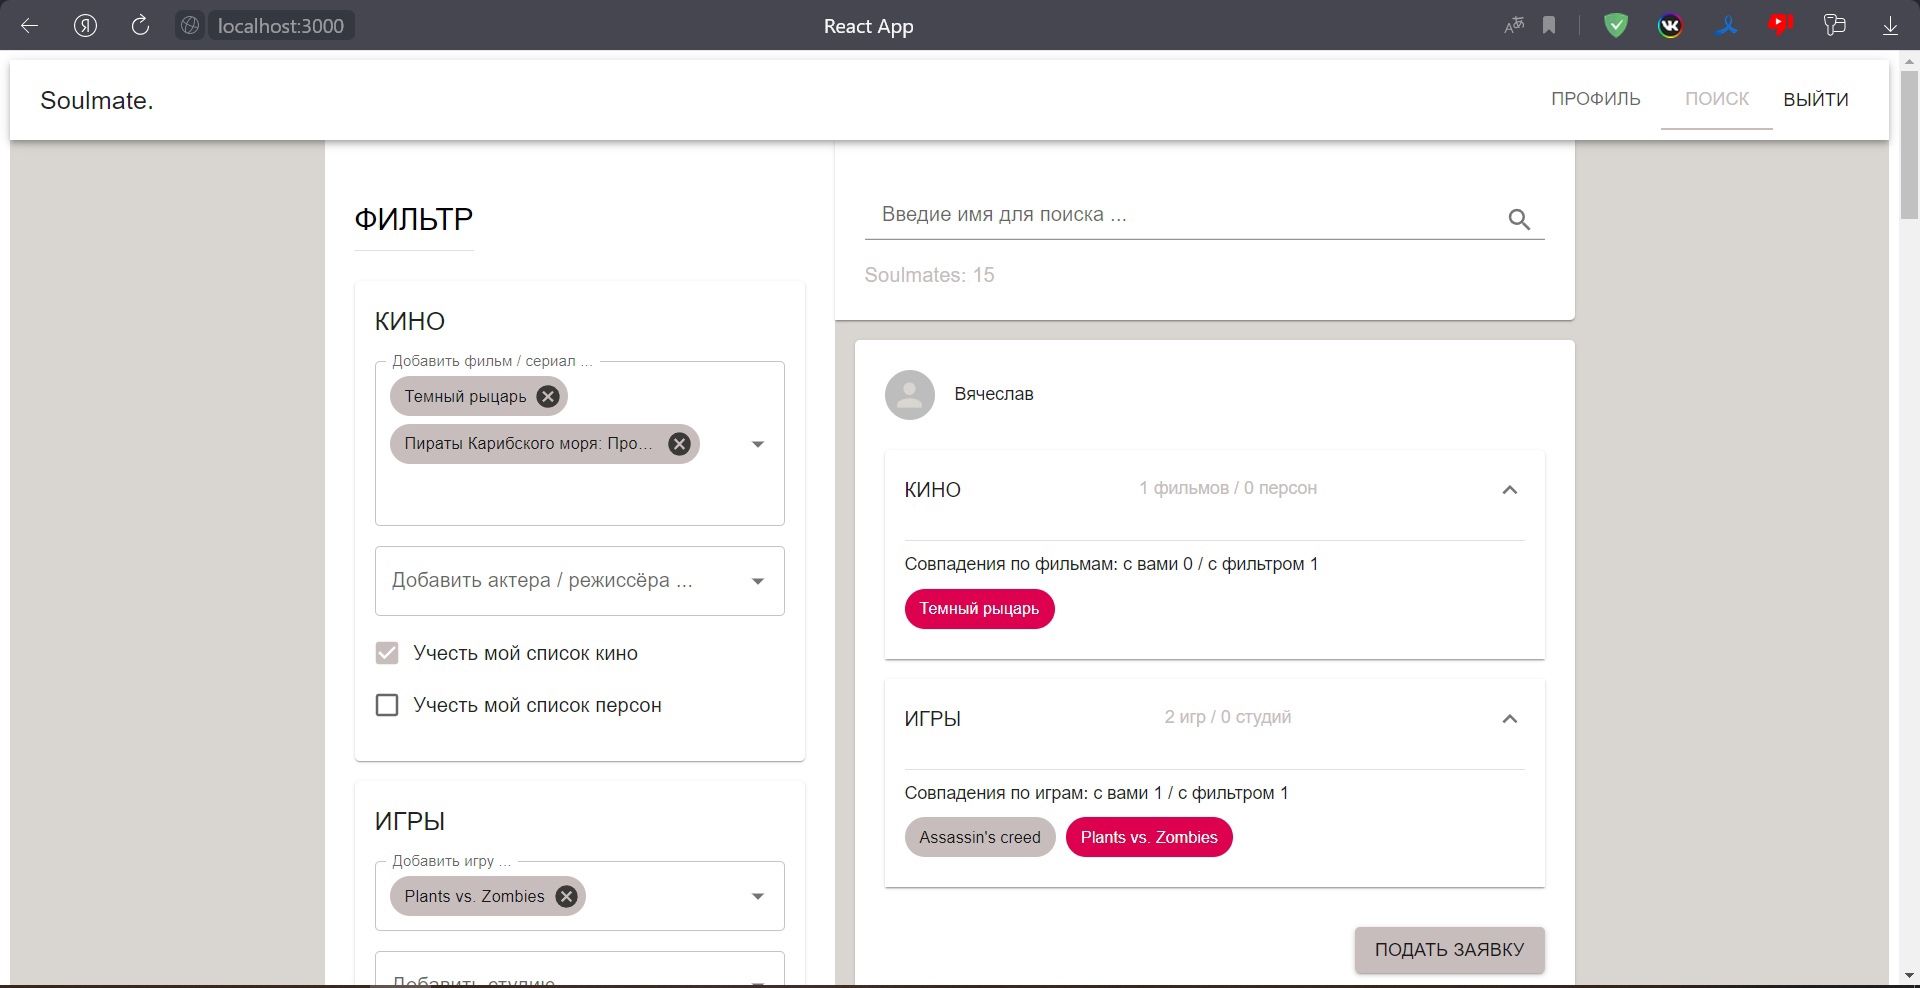 localhost:3000
React App
Soulmate.
ПРОФИЛЬ
ПОИСК
ВЫЙТИ
ФИЛЬТР
КИНО
Добавить фильм / сериал ...
Темный рыцарь
Пираты Карибского моря: Про...
Добавить актера / режиссёра ...
Учесть мой список кино
Учесть мой список персон
ИГРЫ
Добавить игру ...
Plants vs. Zombies
Добавить студию
Введие имя для поиска ...
Soulmates: 15
Вячеслав
КИНО
1 фильмов / 0 персон
Совпадения по фильмам: с вами 0 / с фильтром 1
Темный рыцарь
ИГРЫ
2 игр / 0 студий
Совпадения по играм: с вами 1 / с фильтром 1
Assassin's creed
Plants vs. Zombies
ПОДАТЬ ЗАЯВКУ